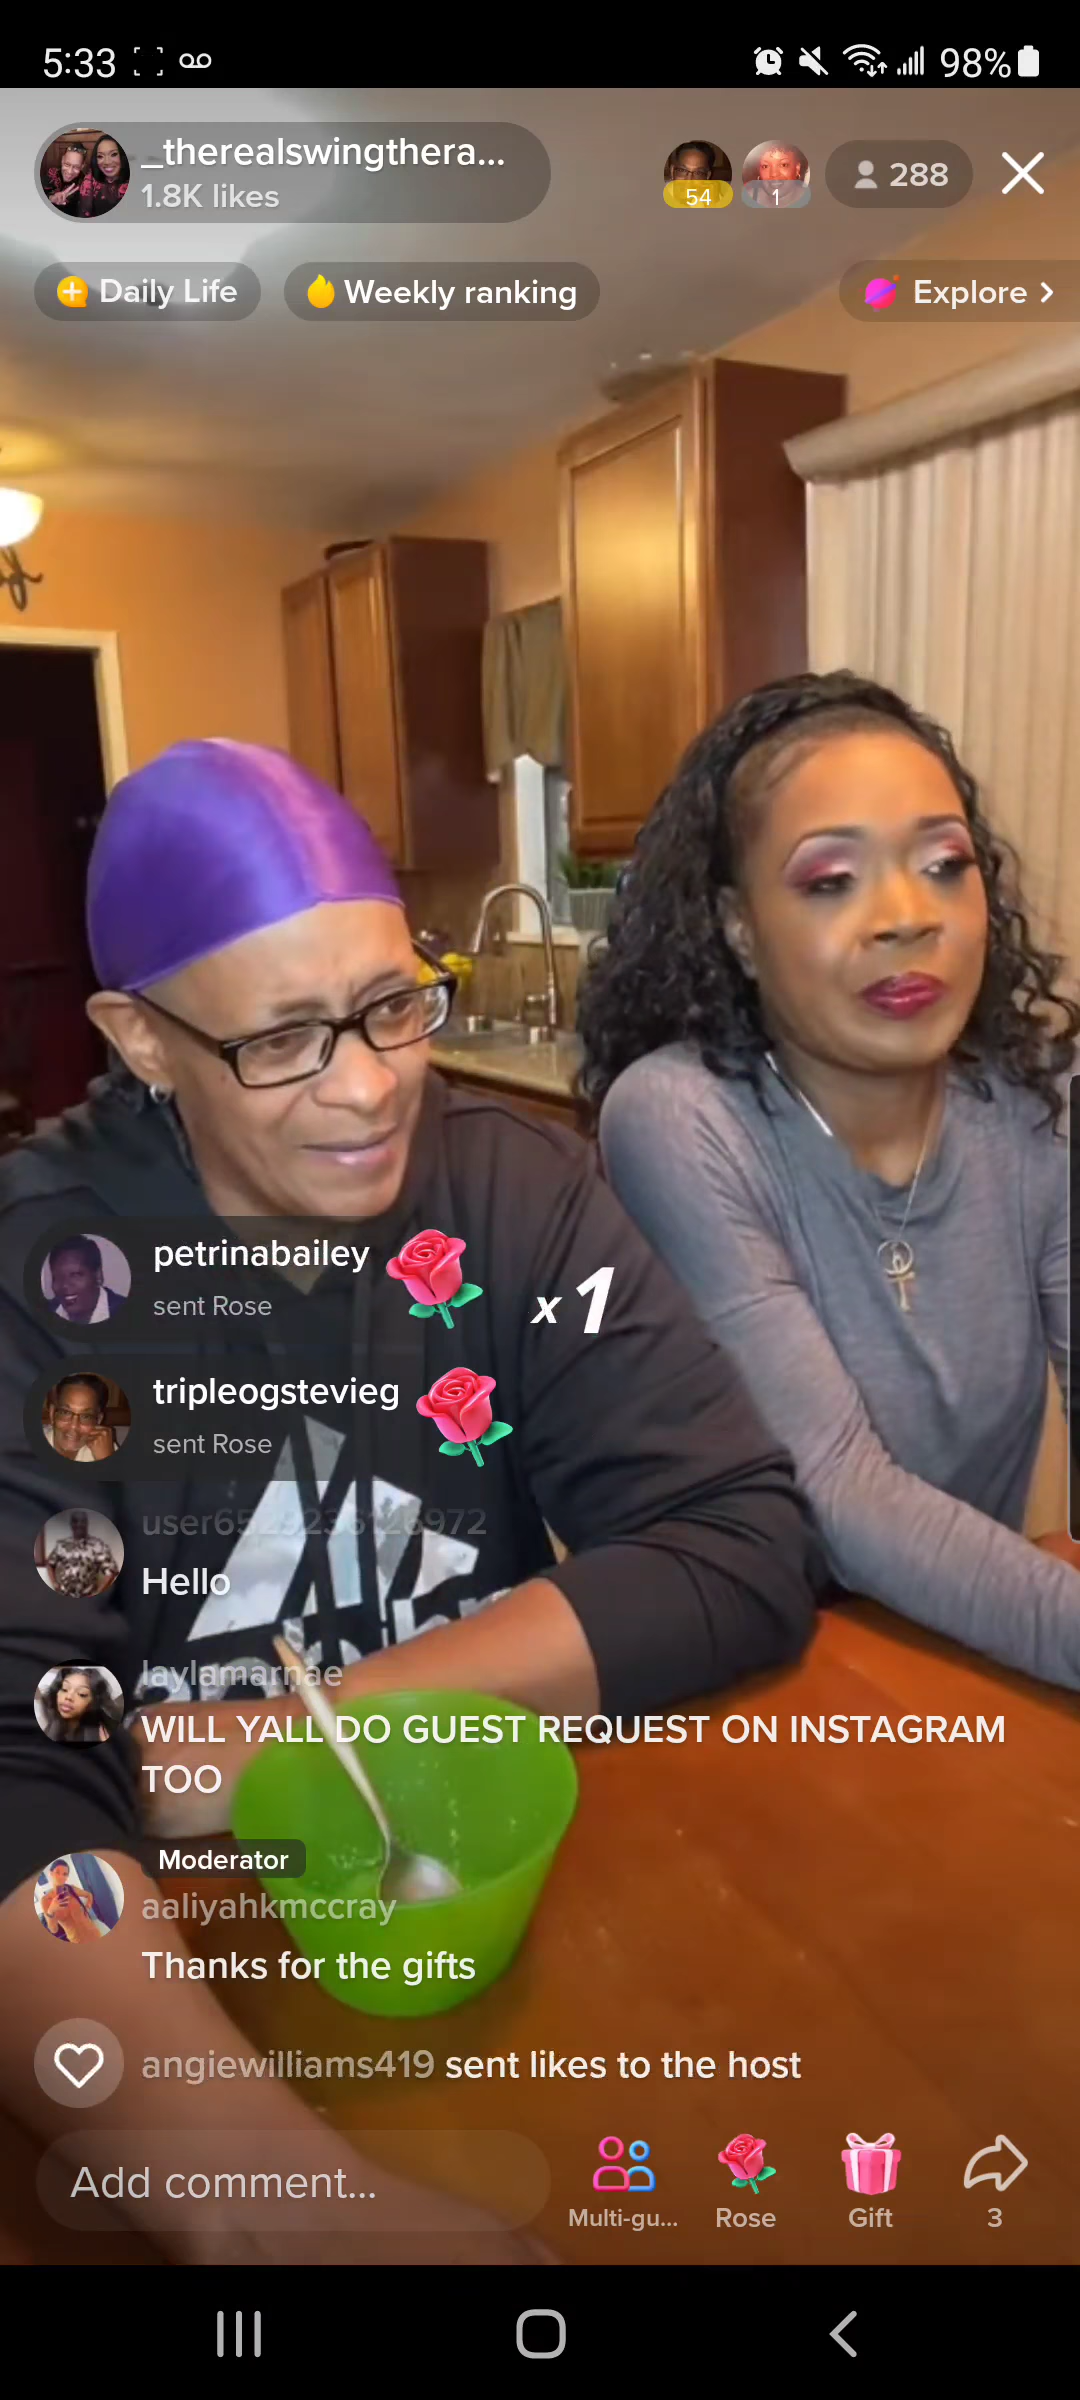 5:33
98%
_therealswingthera...
1.8K likes
54
1
288
Daily Life
Weekly ranking
Explore
petrinabailey
sent Rose
x 1
tripleogstevieg
sent Rose
Hello
laylamarnae
WILL YALL DO GUEST REQUEST ON INSTAGRAM
TOO
Moderator
aaliyahkmccray
Thanks for the gifts
angiewilliams419 sent likes to the host
Add comment...
Multi-gu...
Rose
Gift
3